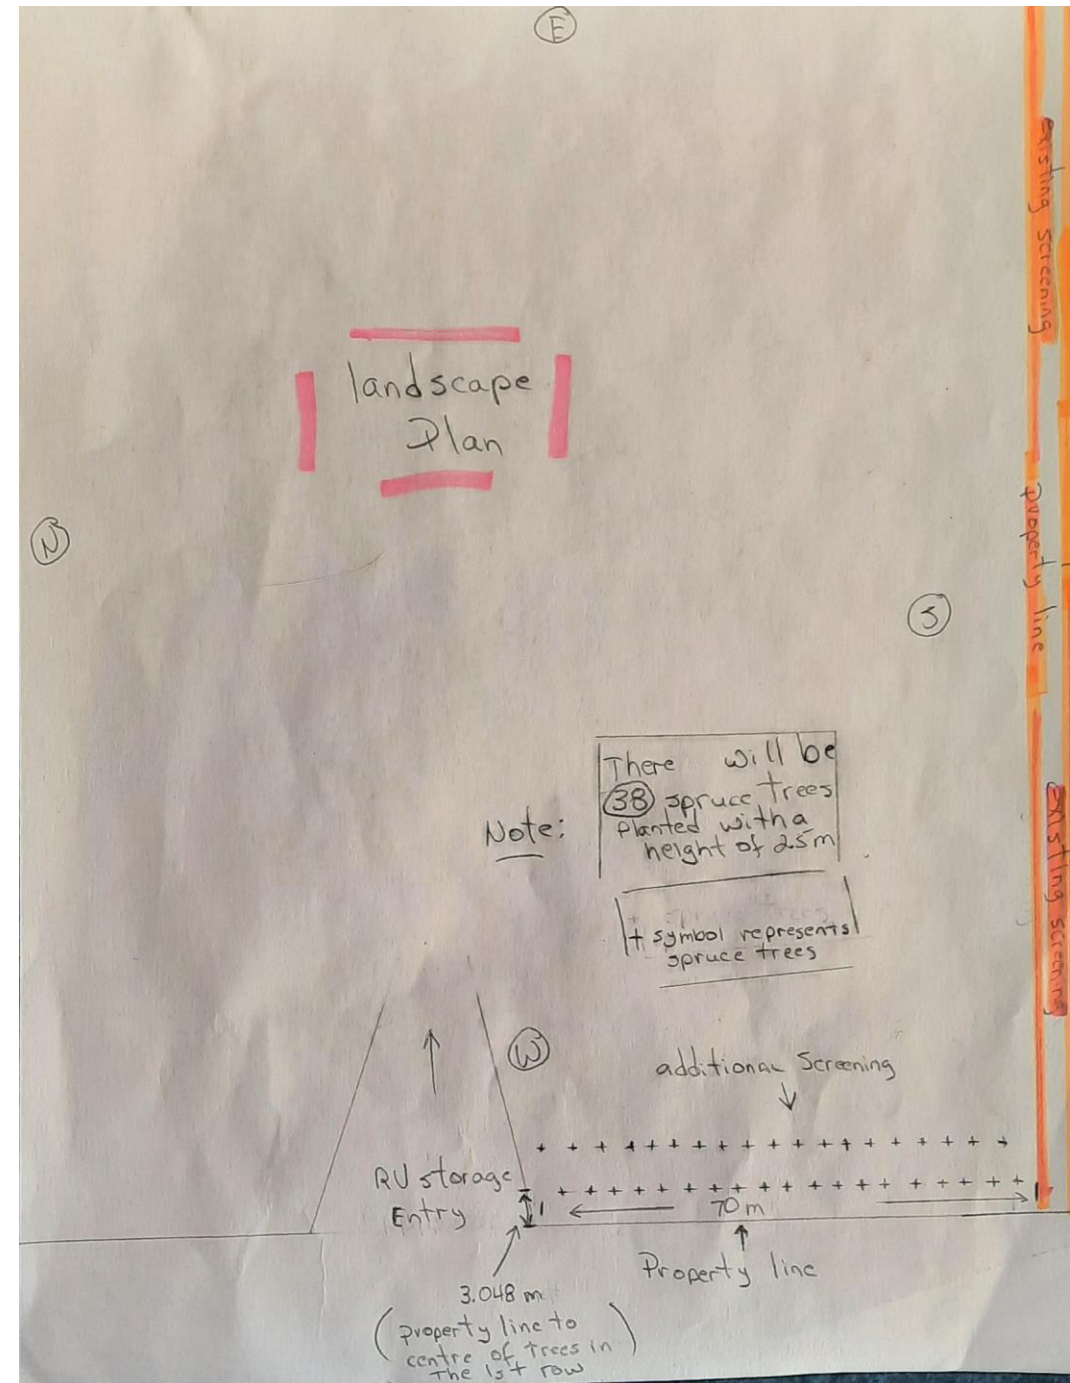 E
existing screening
landscape
Plan
N
property line
S
Note:
There will be
38 spruce trees
Planted with a
height of 2.5m
existing screening
+ symbol represents
spruce trees
W
additional Screening
RV storage
Entry
70 m
Property line
3.048 m
(property line to
centre of trees in
the 1st row)